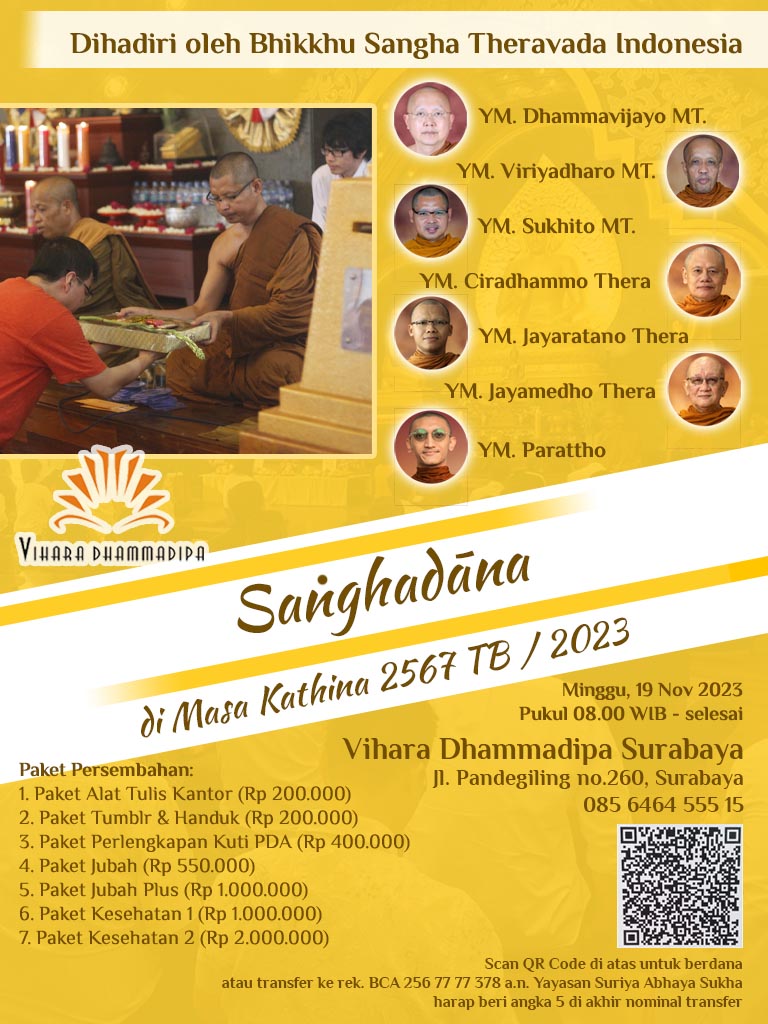 Dihadiri oleh Bhikkhu Sangha Theravada Indonesia
YM. Dhammavijayo MT.
YM. Viriyadharo MT.
YM. Sukhito MT.
YM. Ciradhammo Thera
YM. Jayaratano Thera
YM. Jayamedho Thera
YM. Parattho
VIHARA DHAMMADIPA
Saṅghadāna
di Masa Kathina 2567 TB / 2023
Minggu, 19 Nov 2023
Pukul 08.00 WIB - selesai
Vihara Dhammadipa Surabaya
Jl. Pandegiling no.260, Surabaya
085 6464 555 15
Paket Persembahan:
1. Paket Alat Tulis Kantor (Rp 200.000)
2. Paket Tumblr & Handuk (Rp 200.000)
3. Paket Perlengkapan Kuti PDA (Rp 400.000)
4. Paket Jubah (Rp 550.000)
5. Paket Jubah Plus (Rp 1.000.000)
6. Paket Kesehatan 1 (Rp 1.000.000)
7. Paket Kesehatan 2 (Rp 2.000.000)
Scan QR Code di atas untuk berdana
atau transfer ke rek. BCA 256 77 77 378 a.n. Yayasan Suriya Abhaya Sukha
harap beri angka 5 di akhir nominal transfer